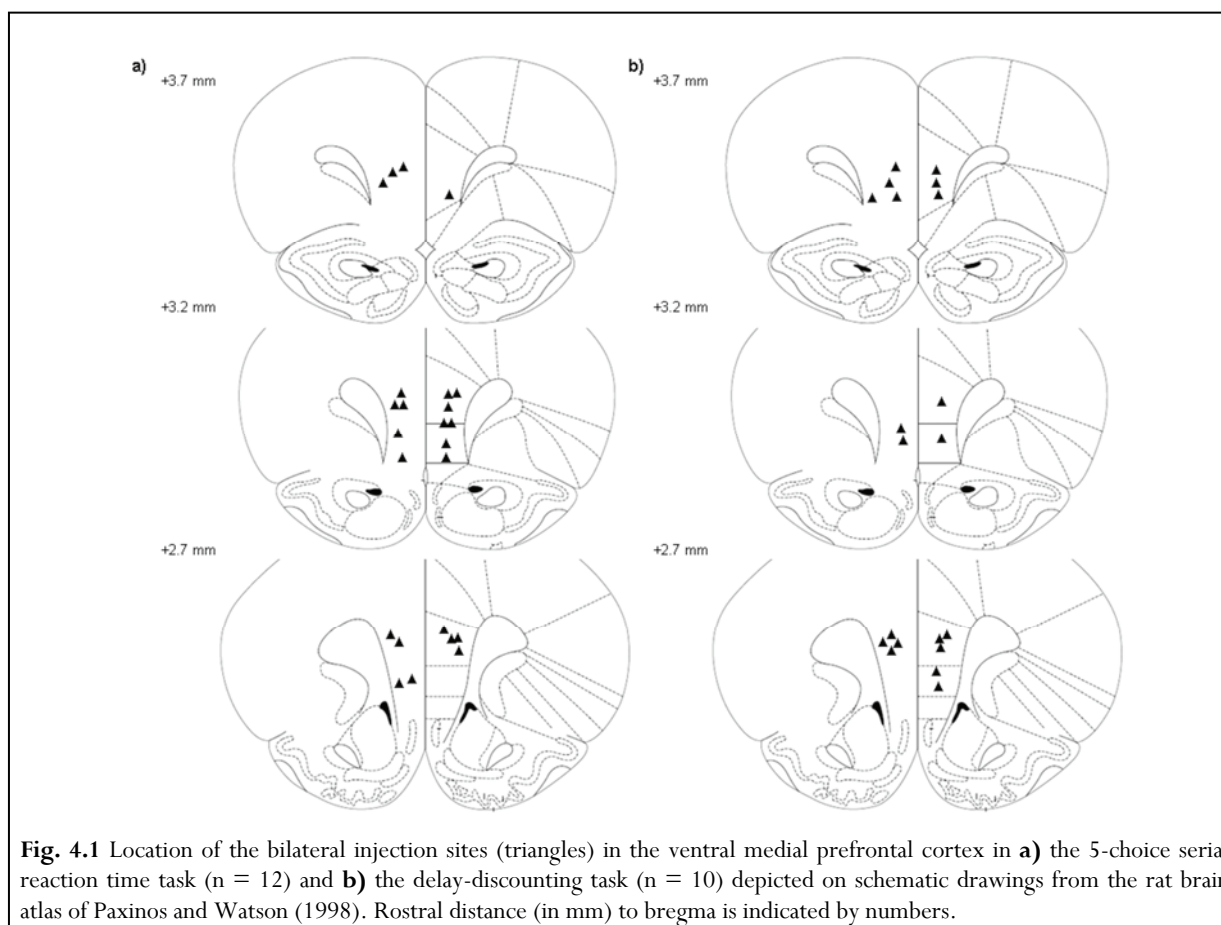 a)
+3.7 mm
b)
+3.7 mm
+3.2 mm
+3.2 mm
+2.7 mm
+2.7 mm
Fig. 4.1 Location of the bilateral injection sites (triangles) in the ventral medial prefrontal cortex in a) the 5-choice seria
reaction time task (n = 12) and b) the delay-discounting task (n = 10) depicted on schematic drawings from the rat brain
atlas of Paxinos and Watson (1998). Rostral distance (in mm) to bregma is indicated by numbers.